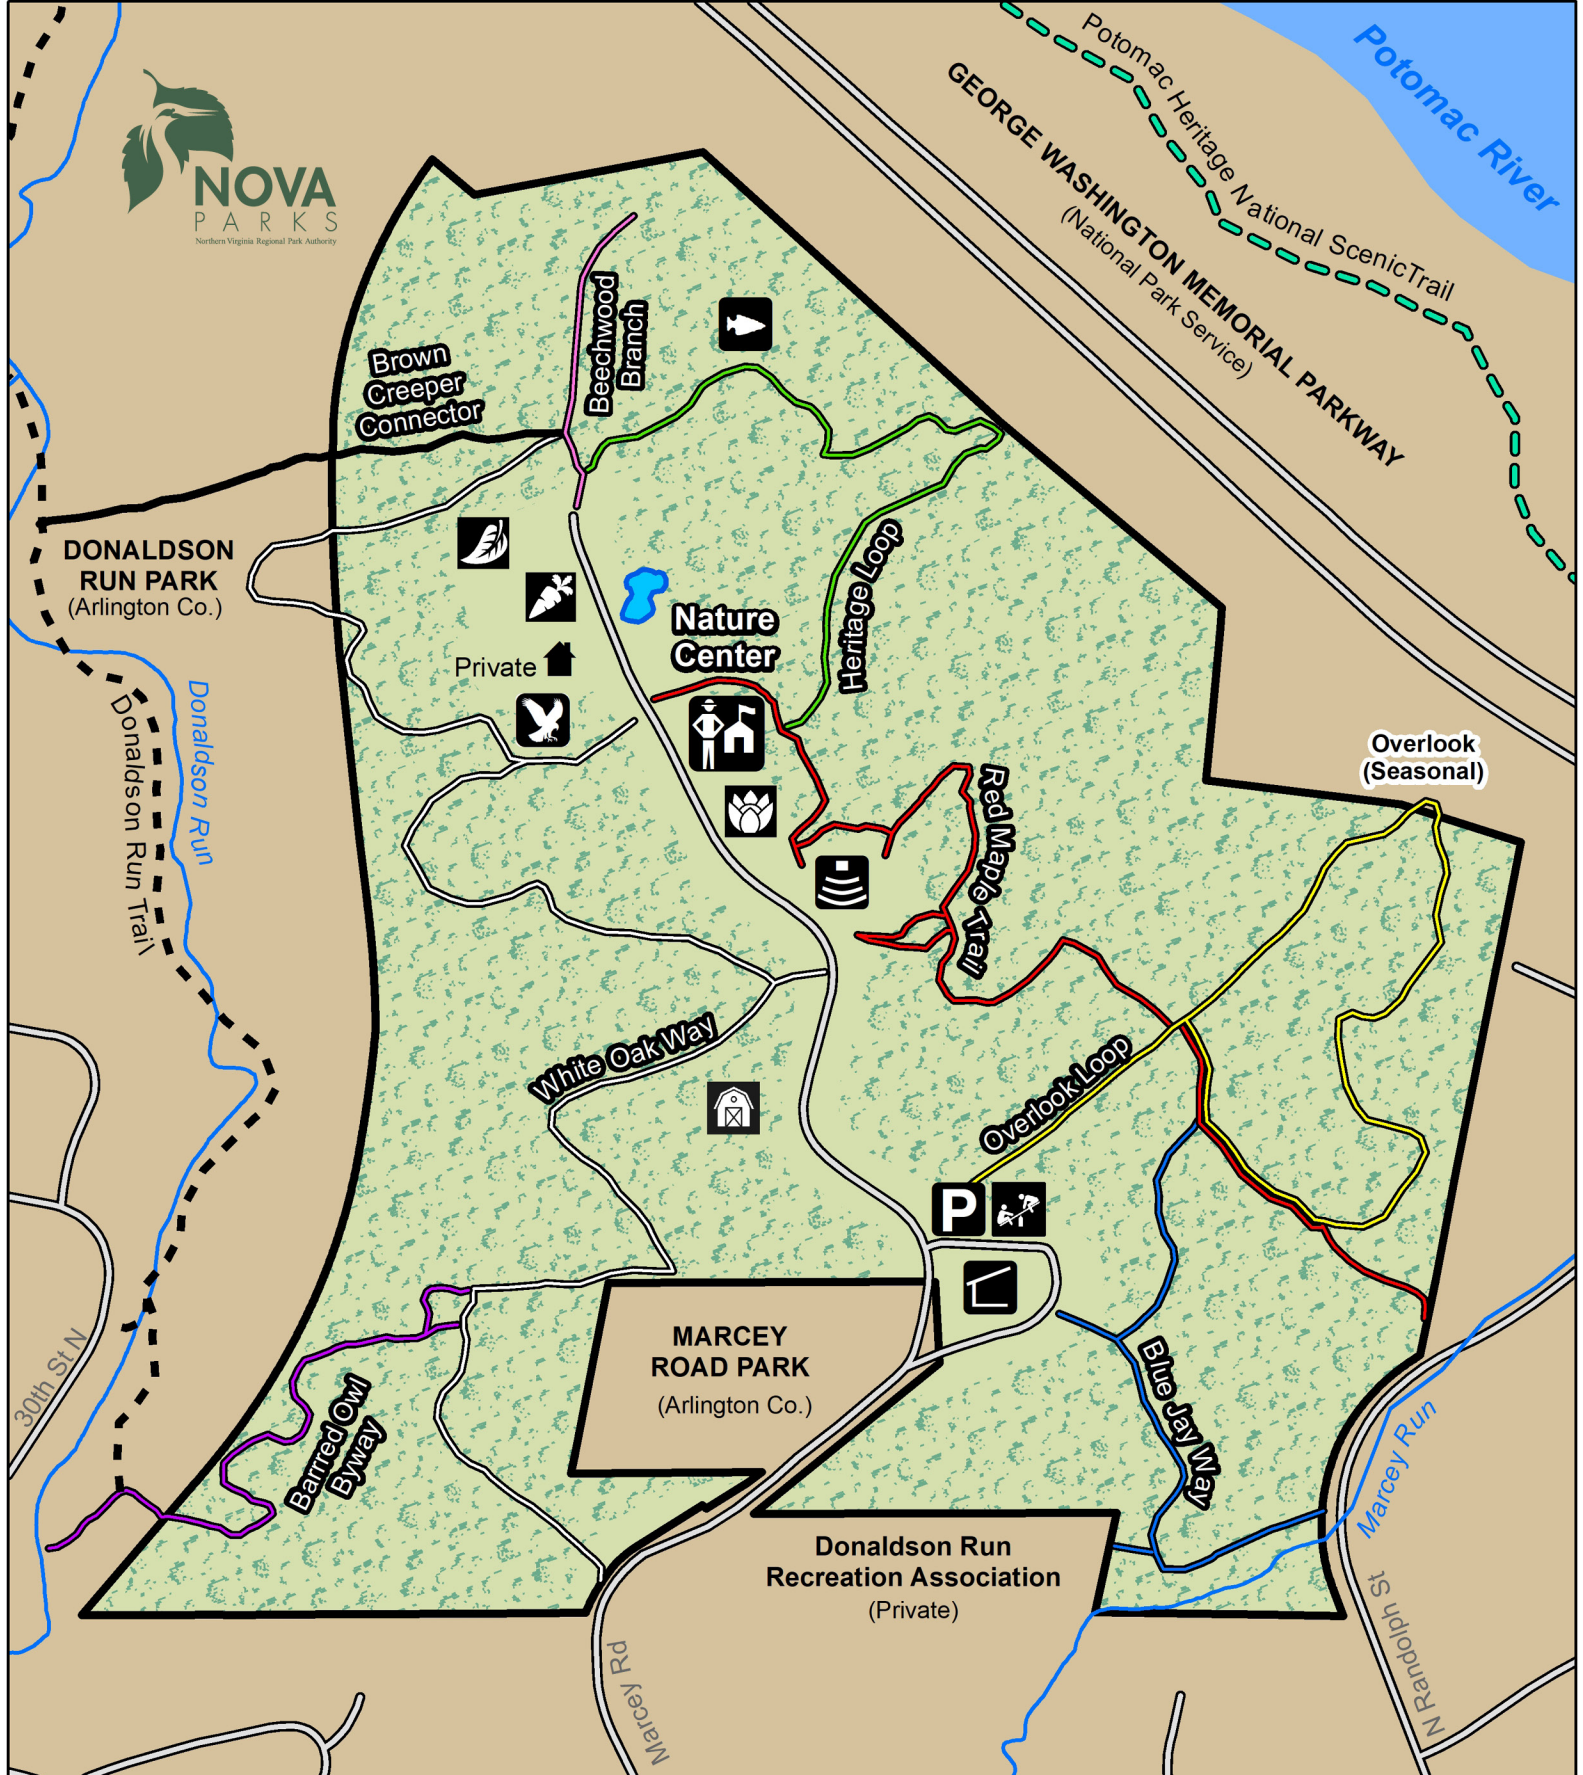 NOVA
PARKS
Northern Virginia Regional Park Authority
Potomac River
Potomac Heritage National ScenicTrail
GEORGE WASHINGTON MEMORIAL PARKWAY
(National Park Service)
Beechwood
Branch
Brown
Creeper
Connector
DONALDSON
RUN PARK
(Arlington Co.)
Heritage Loop
Nature
Center
Private
Donaldson Run
Donaldson Run Trail
Overlook
(Seasonal)
Red Maple Trail
White Oak Way
Overlook Loop
P
MARCEY
ROAD PARK
(Arlington Co.)
30th St N
Barrred Owl
Byway
Blue Jay Way
Marcey Run
Donaldson Run
Recreation Association
(Private)
Marcey Rd
N Randolph St